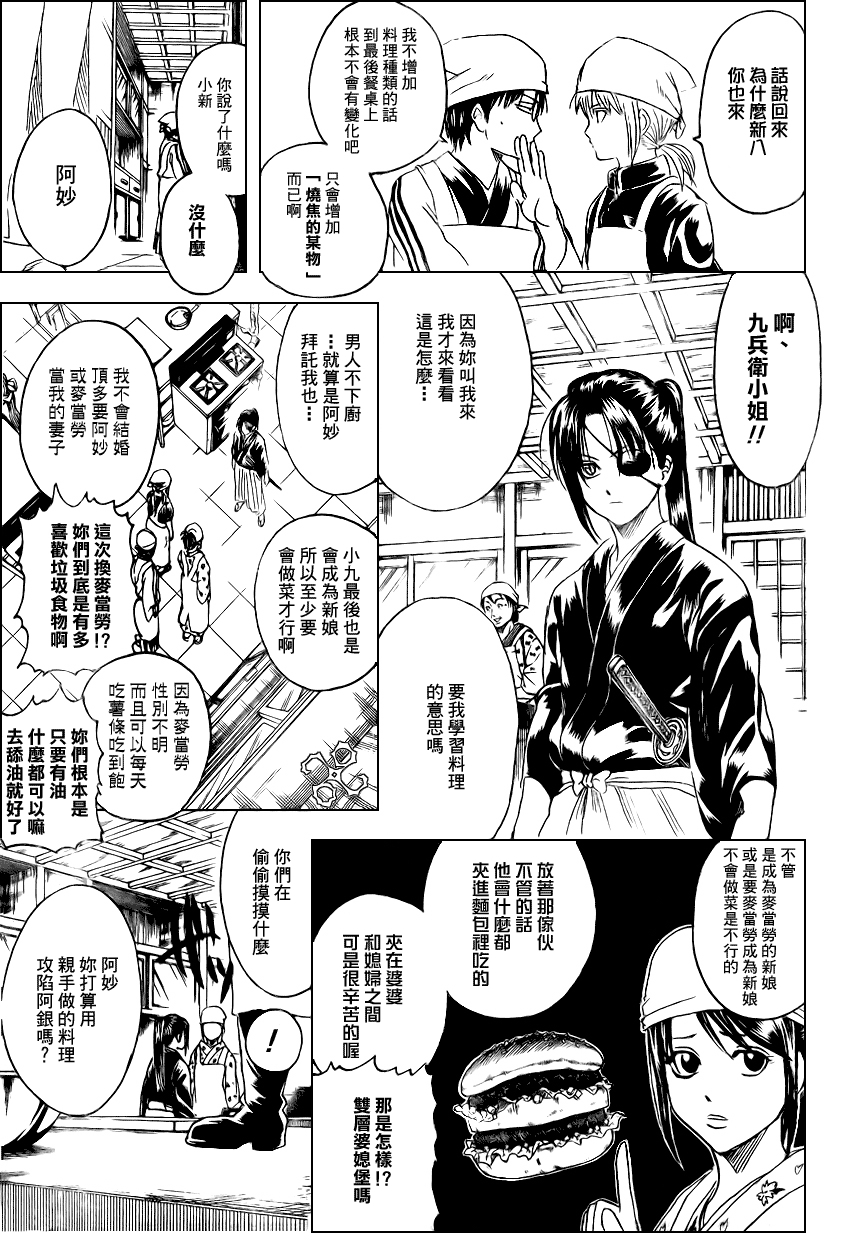 話說回來
為什麼新八
你也來
我不增加
料理種類的話
到最後餐桌上
根本不會有變化吧
只會增加
「燒焦的某物」
而已啊
你說了什麼嗎
小新
沒什麼
阿妙
啊、
九兵衛小姐!!
因為妳叫我來
我才來看看
這是怎麼…
要我學習料理
的意思嗎
男人不下廚
…就算是阿妙
拜託我也…
小九最後也是
會成為新娘
所以至少要
會做菜才行啊
我不會結婚
頂多要阿妙
或麥當勞
當我的妻子
這次換麥當勞!?
妳們到底是有多
喜歡垃圾食物啊
因為麥當勞
性別不明
而且可以每天
吃薯條吃到飽
妳們根本是
只要有油
什麼都可以嘛
去舔油就好了
不管
是成為麥當勞的新娘
或是要麥當勞成為新娘
不會做菜是不行的
放著那傢伙
不管的話
他會什麼都
夾進麵包裡吃的
夾在婆婆
和媳婦之間
可是很辛苦的喔
那是怎樣!?
雙層婆媳堡嗎
你們在
偷偷摸摸什麼
!
阿妙
妳打算用
親手做的料理
攻陷阿銀嗎?